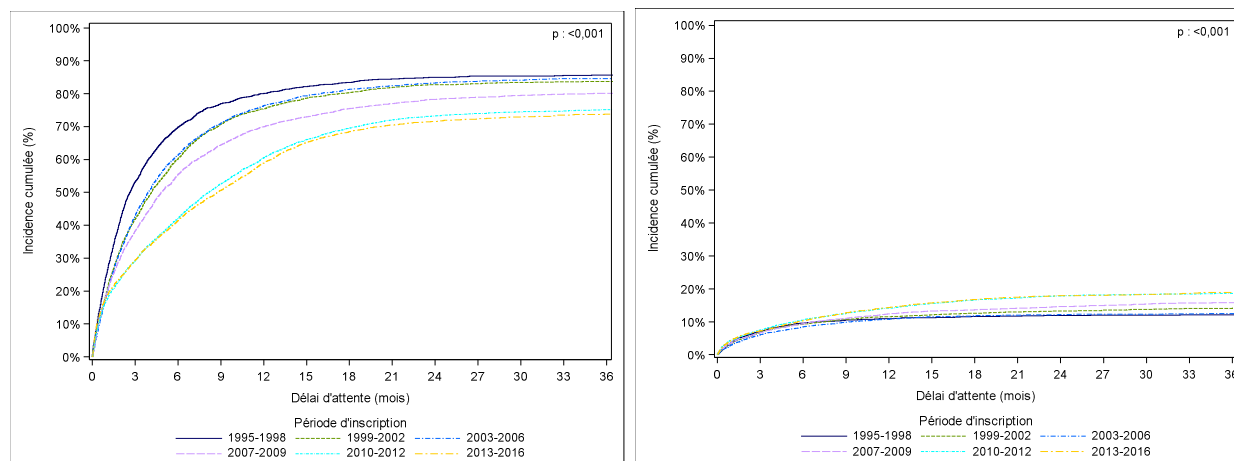 p : <0,001
100%
90%
80%
70%
60%
50%
40%
30%
20%
10%
0%
Incidence cumulée (%)
0 3 6 9 12 15 18 21 24 27 30 33 36
Délai d'attente (mois)
Période d'inscription
1995-1998 1999-2002 2003-2006
2007-2009 2010-2012 2013-2016
p : <0,001
100%
90%
80%
70%
60%
50%
40%
30%
20%
10%
0%
Incidence cumulée (%)
0 3 6 9 12 15 18 21 24 27 30 33 36
Délai d'attente (mois)
Période d'inscription
1995-1998 1999-2002 2003-2006
2007-2009 2010-2012 2013-2016